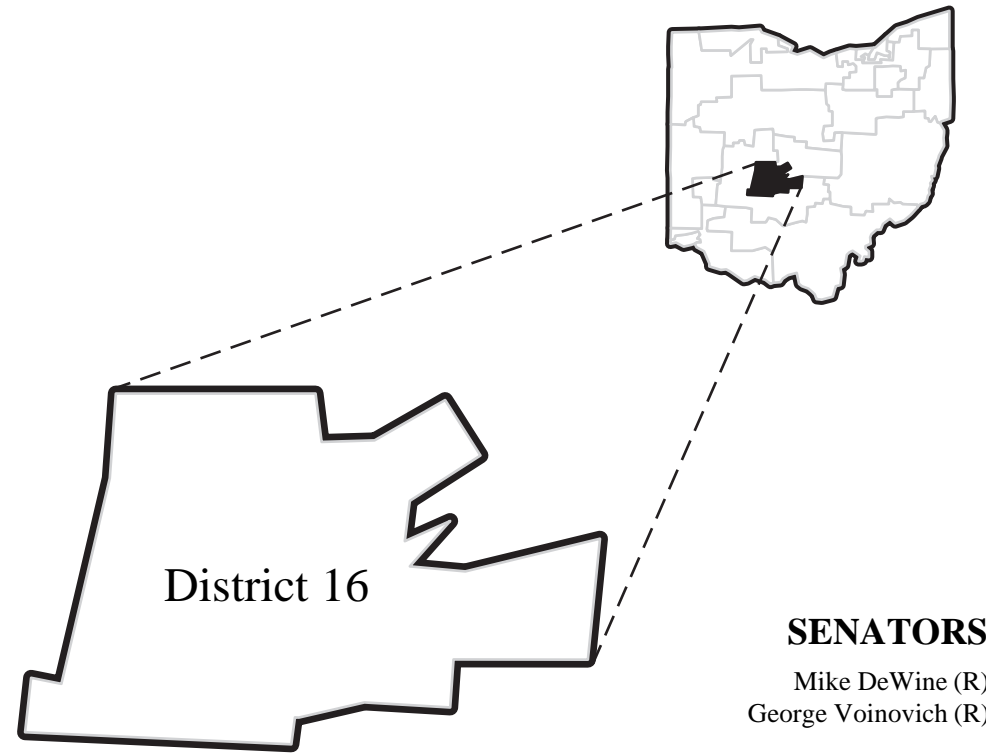 District 16
SENATORS
Mike DeWine (R)
George Voinovich (R)